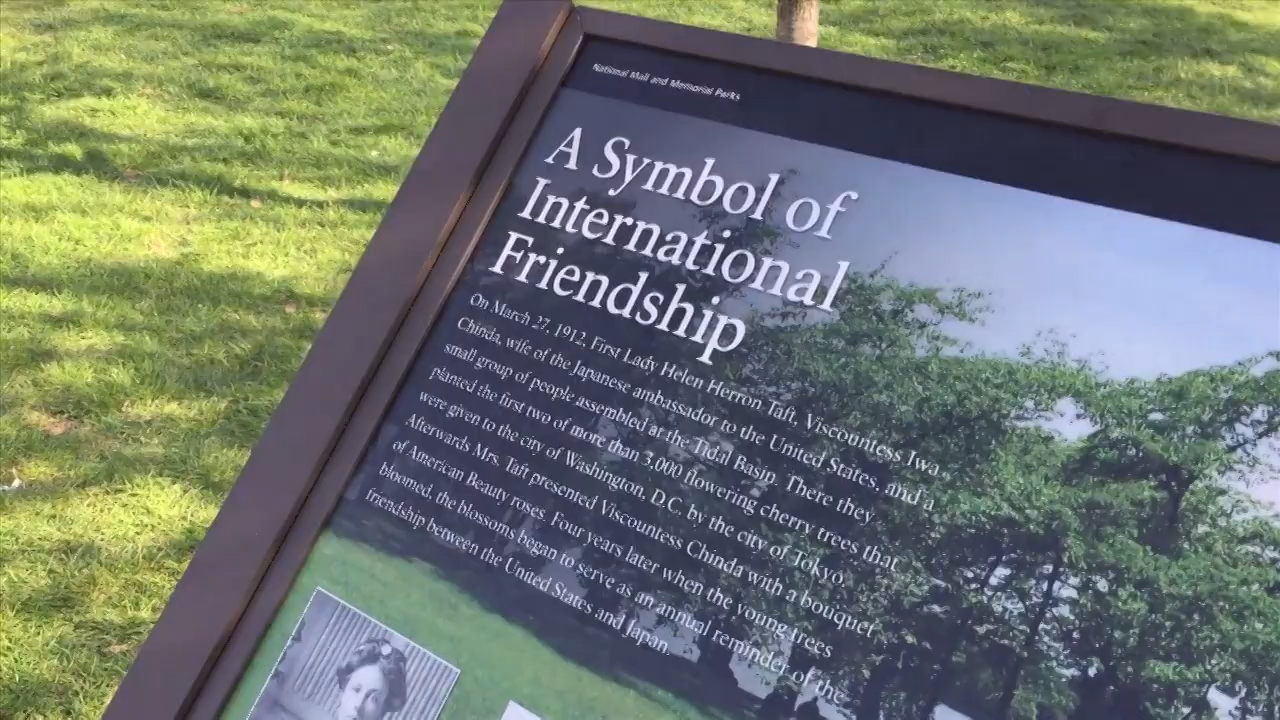 National Mall and Memorial Parks
A Symbol of
International
Friendship
On March 27, 1912, First Lady Helen Herron Taft, Viscountess Iwa
Chinda, wife of the Japanese ambassador to the United States, and a
small group of people assembled at the Tidal Basin. There they
planted the first two of more than 3,000 flowering cherry trees that
were given to the city of Washington, D.C. by the city of Tokyo.
Afterwards Mrs. Taft presented Viscountess Chinda with a bouquet
of American Beauty roses. Four years later when the young trees
bloomed, the blossoms began to serve as an annual reminder of the
friendship between the United States and Japan.